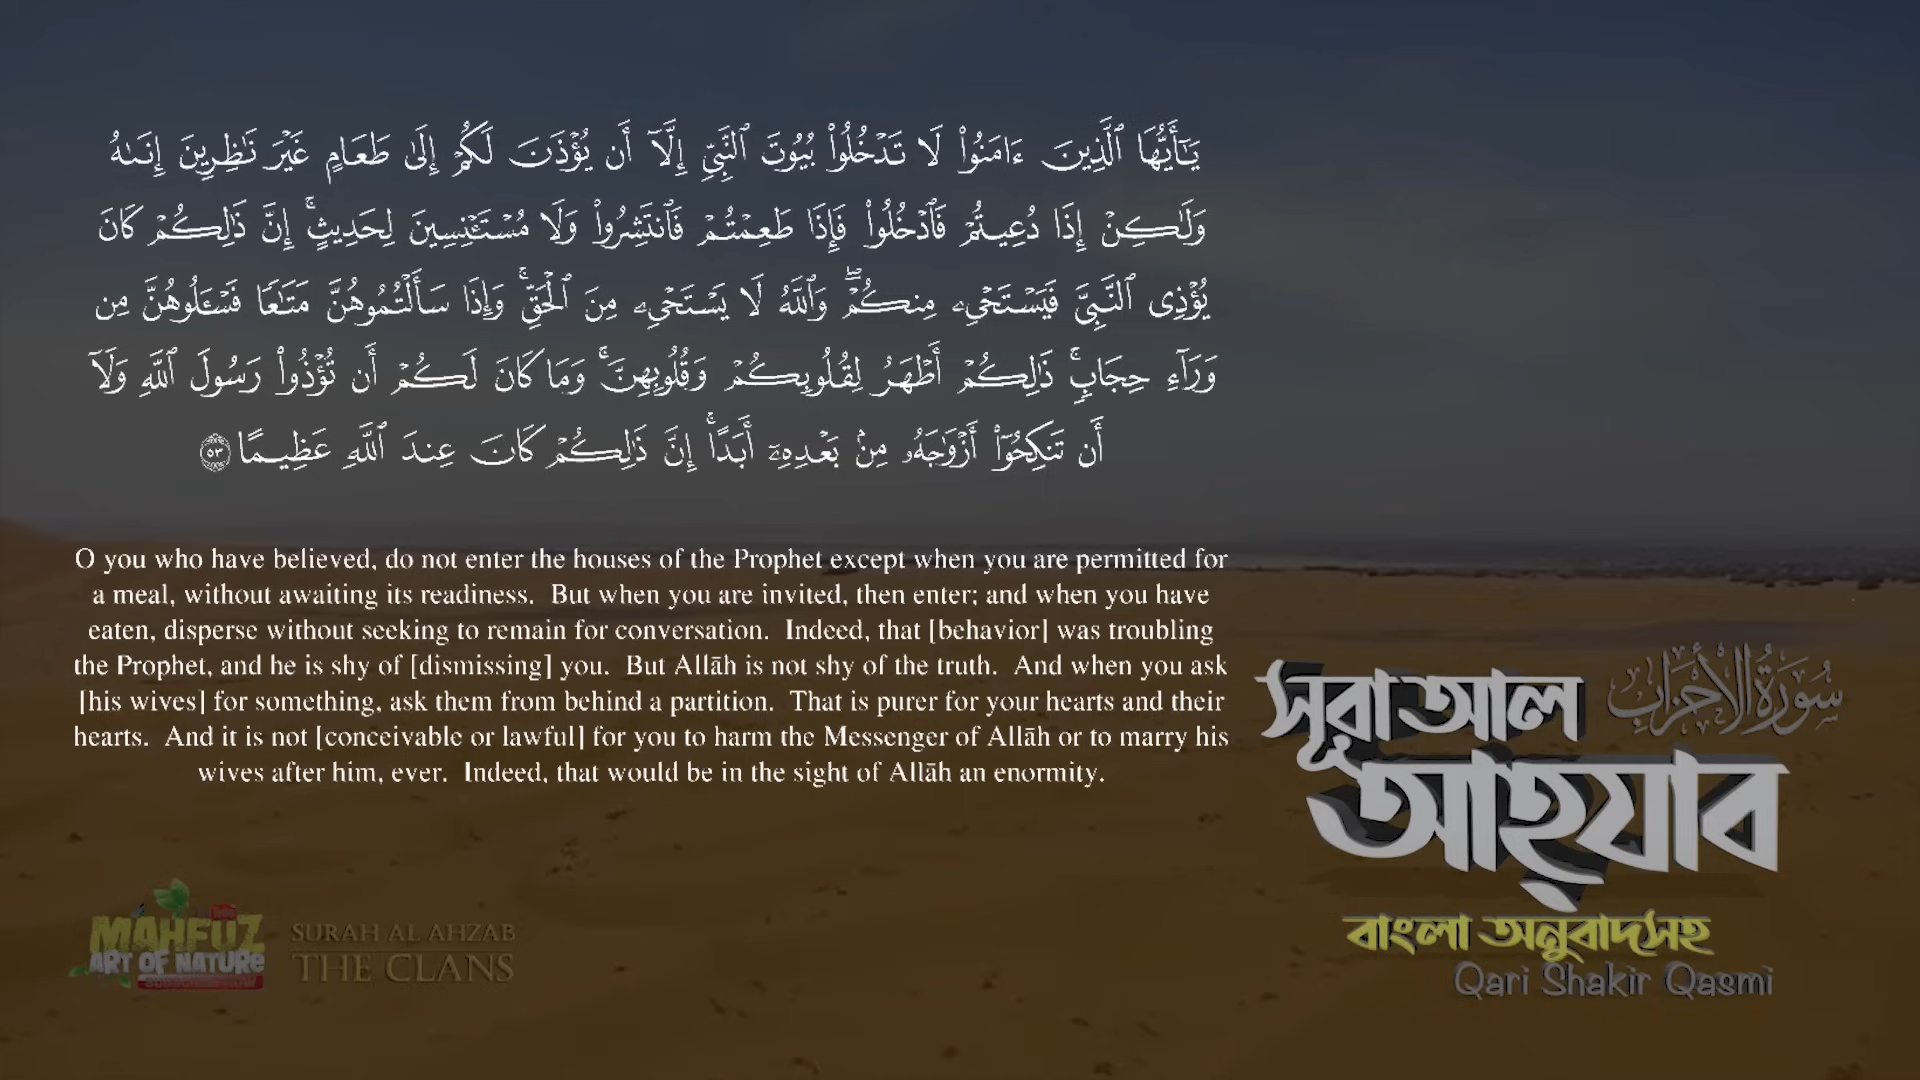 يَـٰٓأَيُّهَا ٱلَّذِينَ ءَامَنُوا۟ لَا تَدْخُلُوا۟ بُيُوتَ ٱلنَّبِىِّ إِلَّآ أَن يُؤْذَنَ لَكُمْ إِلَىٰ طَعَامٍ غَيْرَ نَـٰظِرِينَ إِنَىٰهُ
وَلَـٰكِنْ إِذَا دُعِيتُمْ فَٱدْخُلُوا۟ فَإِذَا طَعِمْتُمْ فَٱنتَشِرُوا۟ وَلَا مُسْتَـْٔنِسِينَ لِحَدِيثٍ ۚ إِنَّ ذَٰلِكُمْ كَانَ
يُؤْذِى ٱلنَّبِىَّ فَيَسْتَحْىِۦ مِنكُمْ ۖ وَٱللَّهُ لَا يَسْتَحْىِۦ مِنَ ٱلْحَقِّ ۚ وَإِذَا سَأَلْتُمُوهُنَّ مَتَـٰعًا فَسْـَٔلُوهُنَّ مِن
وَرَآءِ حِجَابٍ ۚ ذَٰلِكُمْ أَطْهَرُ لِقُلُوبِكُمْ وَقُلُوبِهِنَّ ۚ وَمَا كَانَ لَكُمْ أَن تُؤْذُوا۟ رَسُولَ ٱللَّهِ وَلَآ
أَن تَنكِحُوٓا۟ أَزْوَٰجَهُۥ مِنۢ بَعْدِهِۦٓ أَبَدًا ۚ إِنَّ ذَٰلِكُمْ كَانَ عِندَ ٱللَّهِ عَظِيمًا ٥٣
O you who have believed, do not enter the houses of the Prophet except when you are permitted for
a meal, without awaiting its readiness. But when you are invited, then enter; and when you have
eaten, disperse without seeking to remain for conversation. Indeed, that [behavior] was troubling
the Prophet, and he is shy of [dismissing] you. But Allāh is not shy of the truth. And when you ask
[his wives] for something, ask them from behind a partition. That is purer for your hearts and their
hearts. And it is not [conceivable or lawful] for you to harm the Messenger of Allāh or to marry his
wives after him, ever. Indeed, that would be in the sight of Allāh an enormity.
সূরা আল
سُورَةُ الأحزاب
আহযাব
বাংলা অনুবাদসহ
Qari Shakir Qasmi
MAHFUZ
ART OF NATURE
SURAH AL AHZAB
THE CLANS